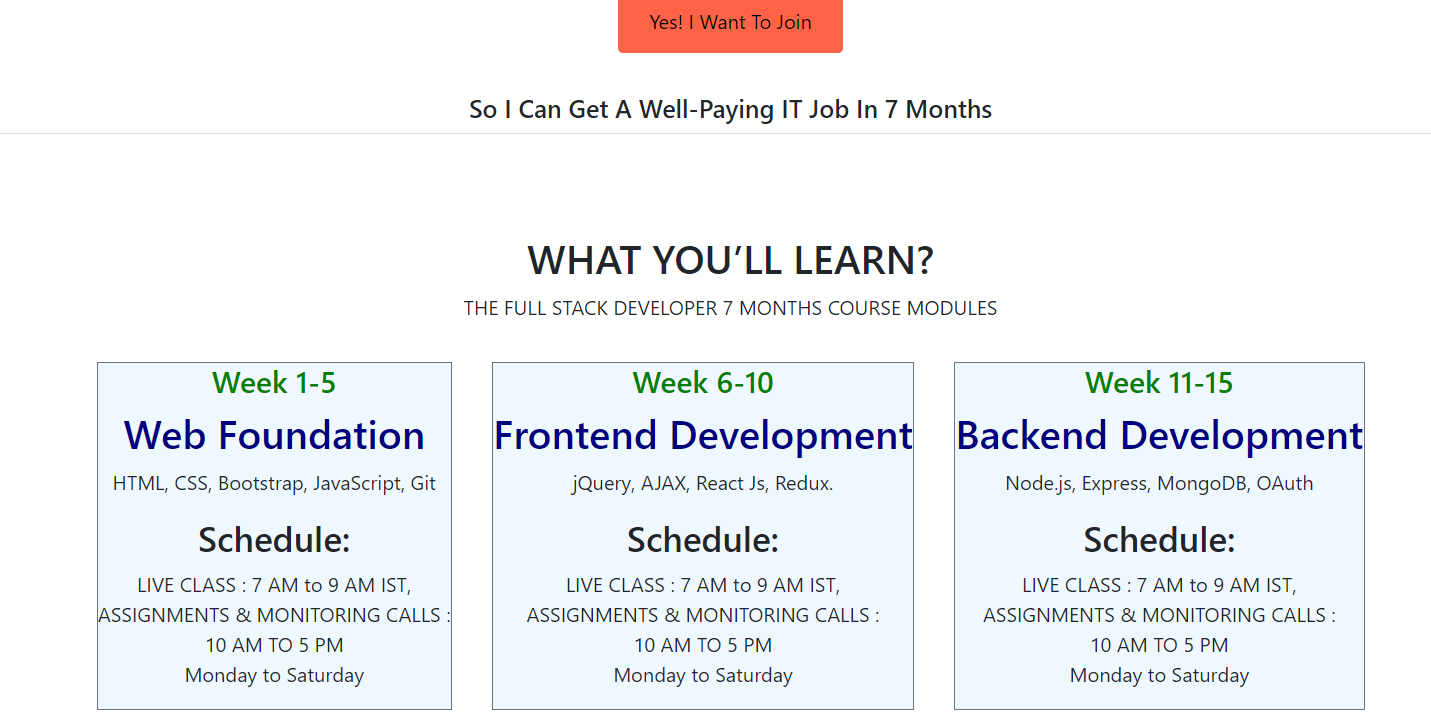 Yes! I Want To Join
So I Can Get A Well-Paying IT Job In 7 Months
WHAT YOU’LL LEARN?
THE FULL STACK DEVELOPER 7 MONTHS COURSE MODULES
Week 1-5
Web Foundation
HTML, CSS, Bootstrap, JavaScript, Git
Schedule:
LIVE CLASS : 7 AM to 9 AM IST,
ASSIGNMENTS & MONITORING CALLS :
10 AM TO 5 PM
Monday to Saturday
Week 6-10
Frontend Development
jQuery, AJAX, React Js, Redux.
Schedule:
LIVE CLASS : 7 AM to 9 AM IST,
ASSIGNMENTS & MONITORING CALLS :
10 AM TO 5 PM
Monday to Saturday
Week 11-15
Backend Development
Node.js, Express, MongoDB, OAuth
Schedule:
LIVE CLASS : 7 AM to 9 AM IST,
ASSIGNMENTS & MONITORING CALLS :
10 AM TO 5 PM
Monday to Saturday